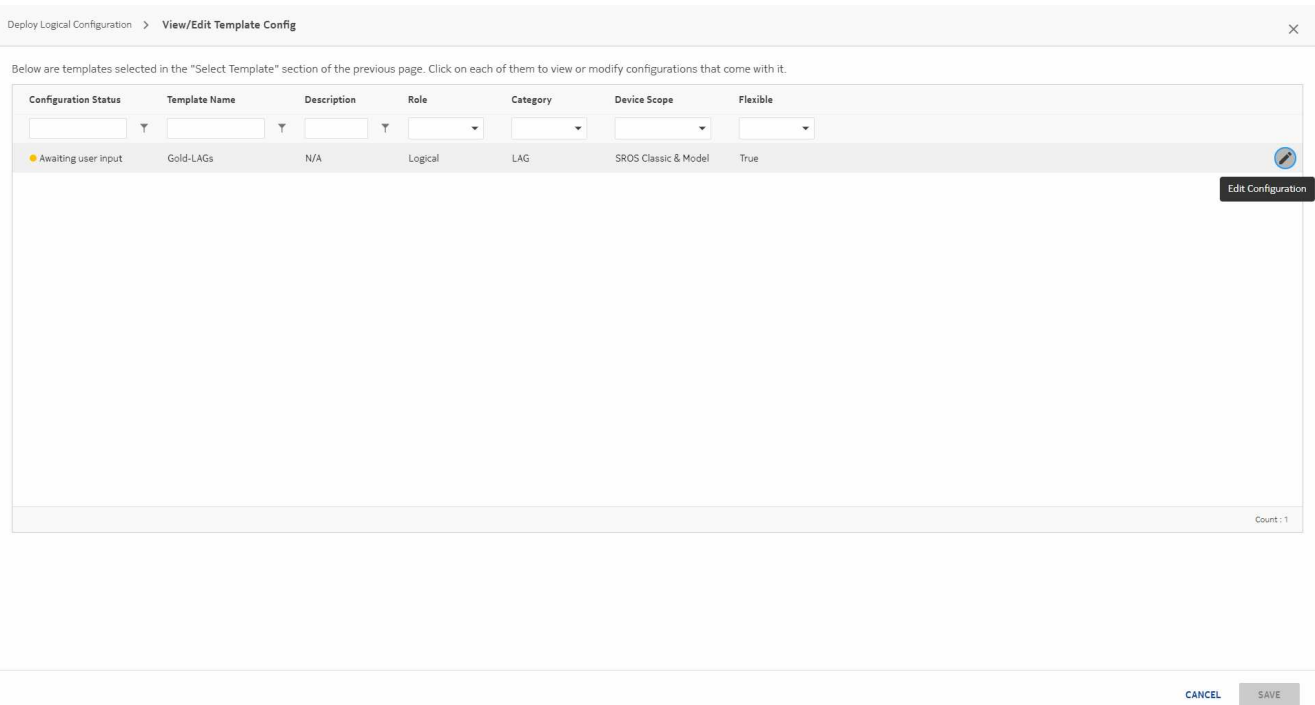 Deploy Logical Configuration > View/Edit Template Config
Below are templates selected in the "Select Template" section of the previous page. Click on each of them to view or modify configurations that come with it.
Configuration Status Template Name Description Role Category Device Scope Flexible
Awaiting user input Gold-LAGs N/A Logical LAG SROS Classic & Model True
Edit Configuration
Count : 1
CANCEL SAVE